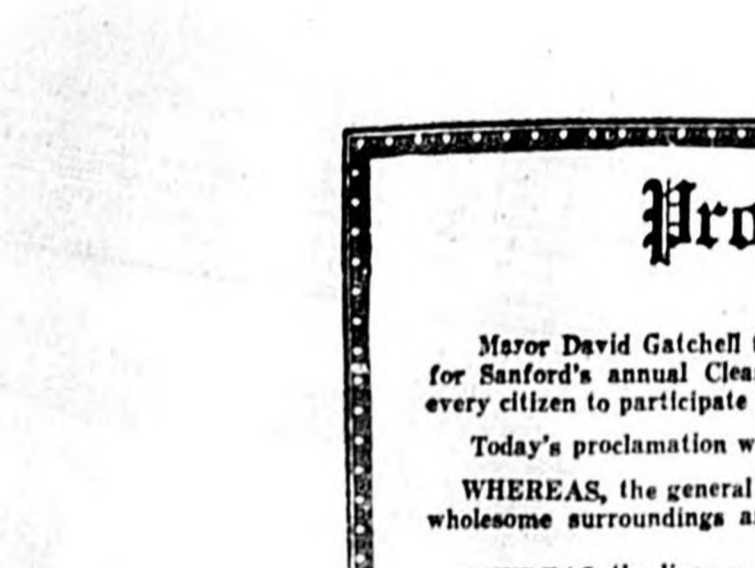 Pro
Mayor David Gatchell
for Sanford's annual Clea
every citizen to participate
Today's proclamation w
WHEREAS, the general
wholesome surroundings a